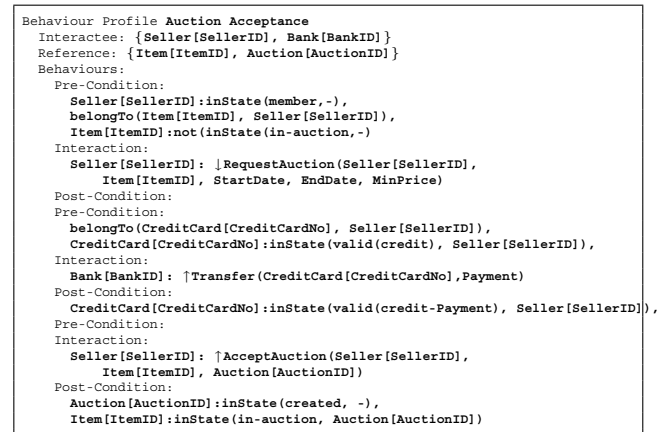 Behaviour Profile Auction Acceptance
Interactee: {Seller[SellerID], Bank[BankID]}
Reference: {Item[ItemID], Auction[AuctionID]}
Behaviours:
Pre-Condition:
Seller[SellerID]:inState(member,-),
belongTo(Item[ItemID], Seller[SellerID]),
Item[ItemID]:not(inState(in-auction,-)
Interaction:
Seller[SellerID]: ↓RequestAuction(Seller[SellerID],
Item[ItemID], StartDate, EndDate, MinPrice)
Post-Condition:
Pre-Condition:
belongTo(CreditCard[CreditCardNo], Seller[SellerID]),
CreditCard[CreditCardNo]:inState(valid(credit), Seller[SellerID]),
Interaction:
Bank[BankID]: ↑Transfer(CreditCard[CreditCardNo],Payment)
Post-Condition:
CreditCard[CreditCardNo]:inState(valid(credit-Payment), Seller[SellerID]),
Pre-Condition:
Interaction:
Seller[SellerID]: ↑AcceptAuction(Seller[SellerID],
Item[ItemID], Auction[AuctionID])
Post-Condition:
Auction[AuctionID]:inState(created, -),
Item[ItemID]:inState(in-auction, Auction[AuctionID])